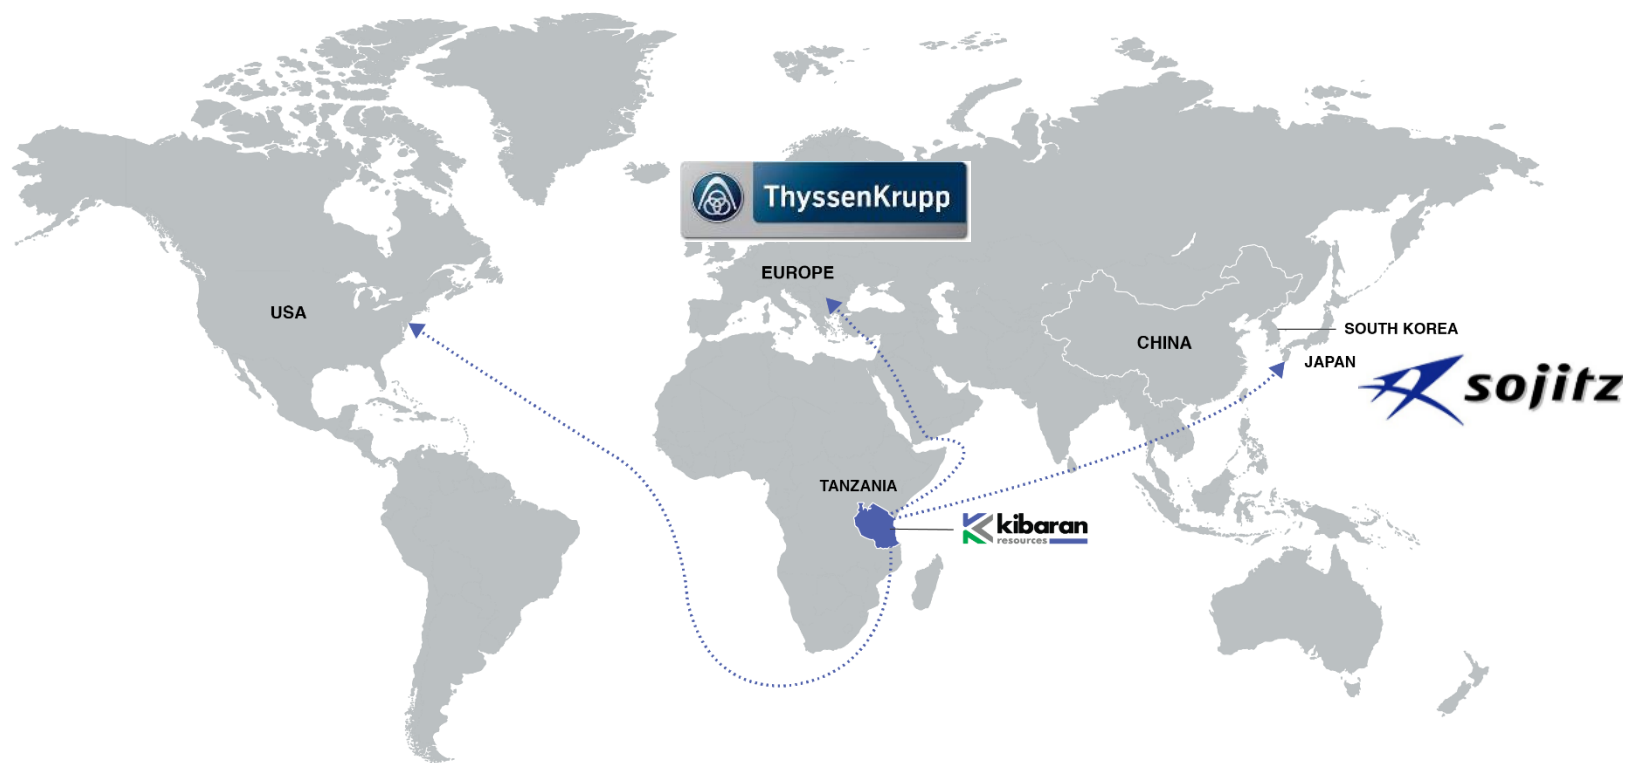 ThyssenKrupp
EUROPE
USA
SOUTH KOREA
CHINA
JAPAN
sojitz
TANZANIA
kibaran
resources